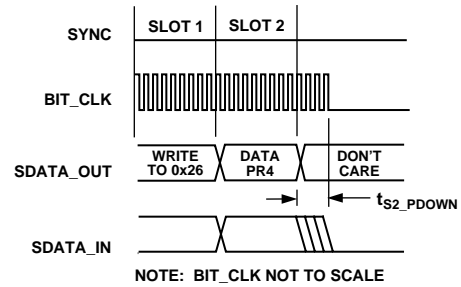 SYNC SLOT 1 SLOT 2
BIT_CLK
SDATA_OUT WRITE TO 0x26 DATA PR4 DON'T CARE
tS2_PDOWN
SDATA_IN
NOTE: BIT_CLK NOT TO SCALE